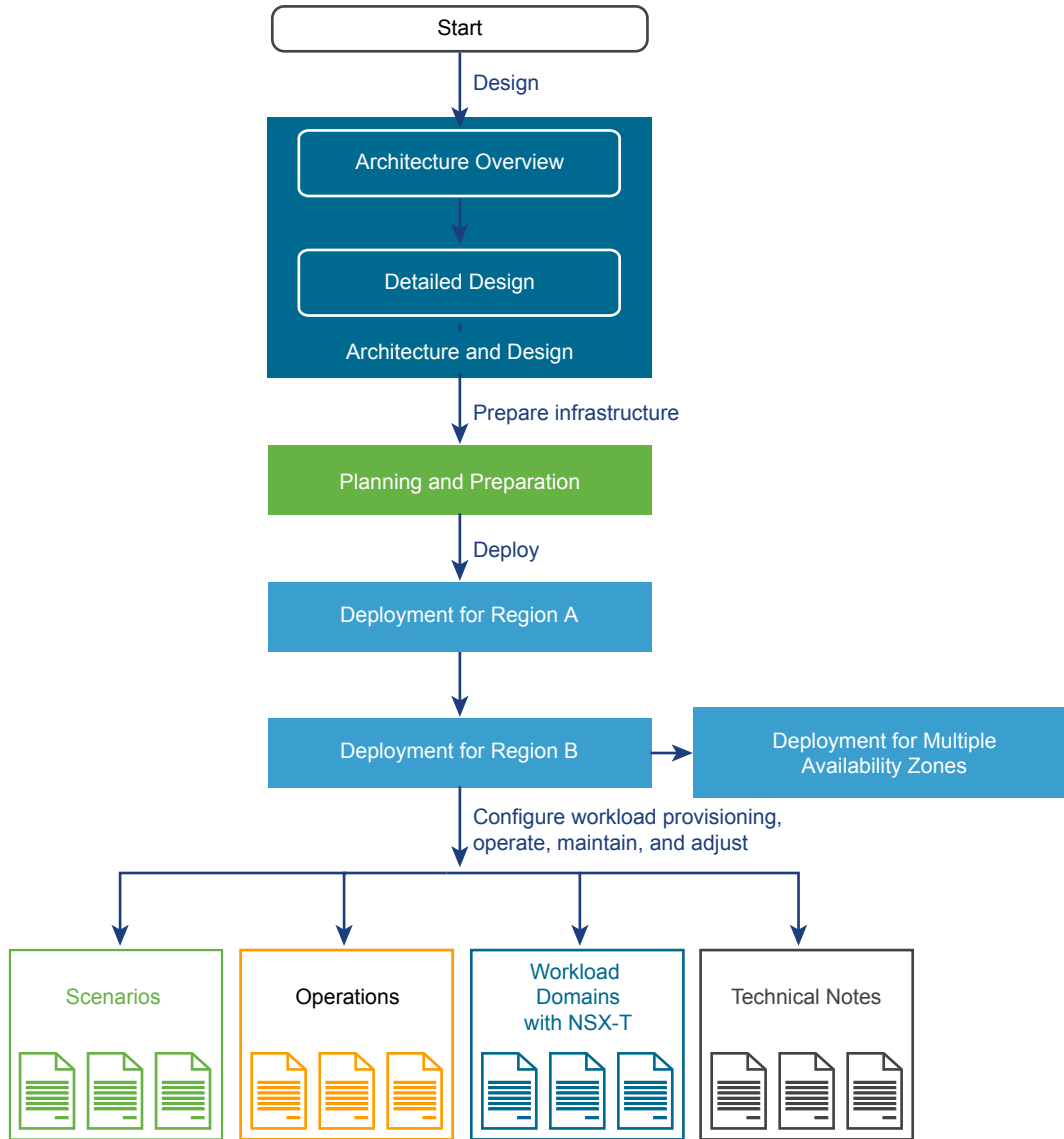 Start
Design
Architecture Overview
Detailed Design
Architecture and Design
Prepare infrastructure
Planning and Preparation
Deploy
Deployment for Region A
Deployment for Region B
Deployment for Multiple
Availability Zones
Configure workload provisioning,
operate, maintain, and adjust
Scenarios
Operations
Workload
Domains
with NSX-T
Technical Notes